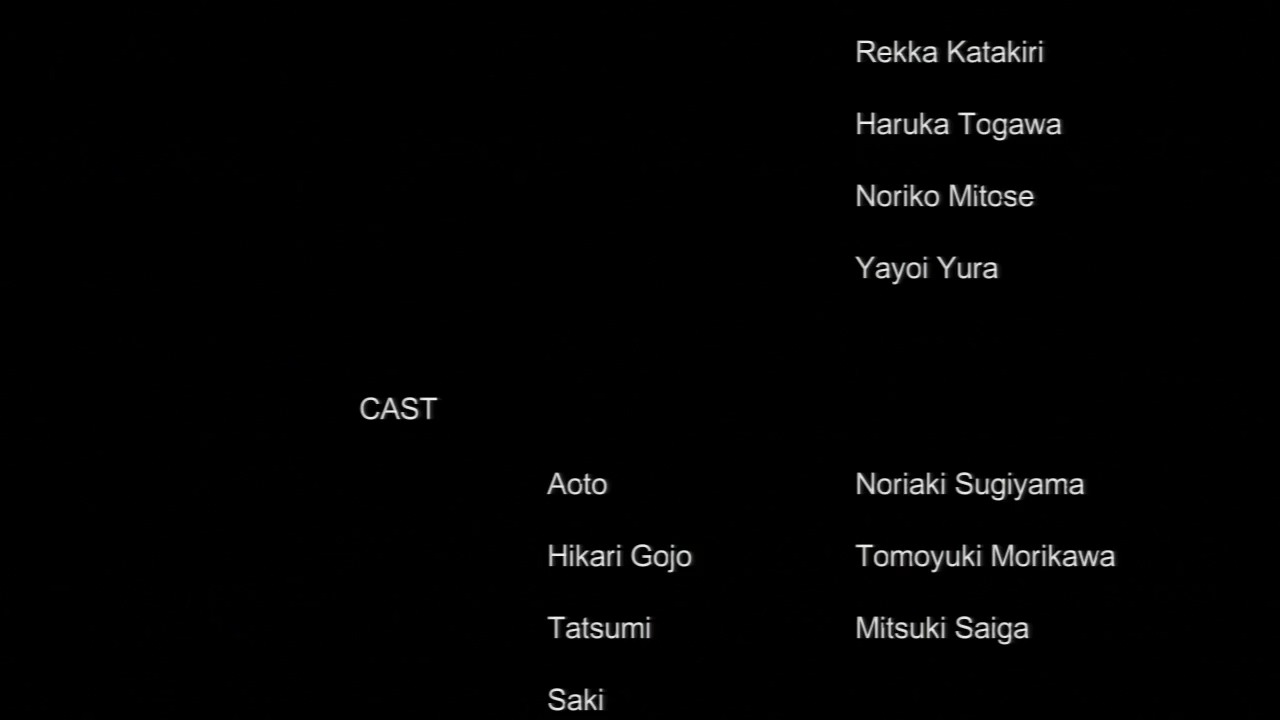 Rekka Katakiri
Haruka Togawa
Noriko Mitose
Yayoi Yura
CAST
Aoto Noriaki Sugiyama
Hikari Gojo Tomoyuki Morikawa
Tatsumi Mitsuki Saiga
Saki